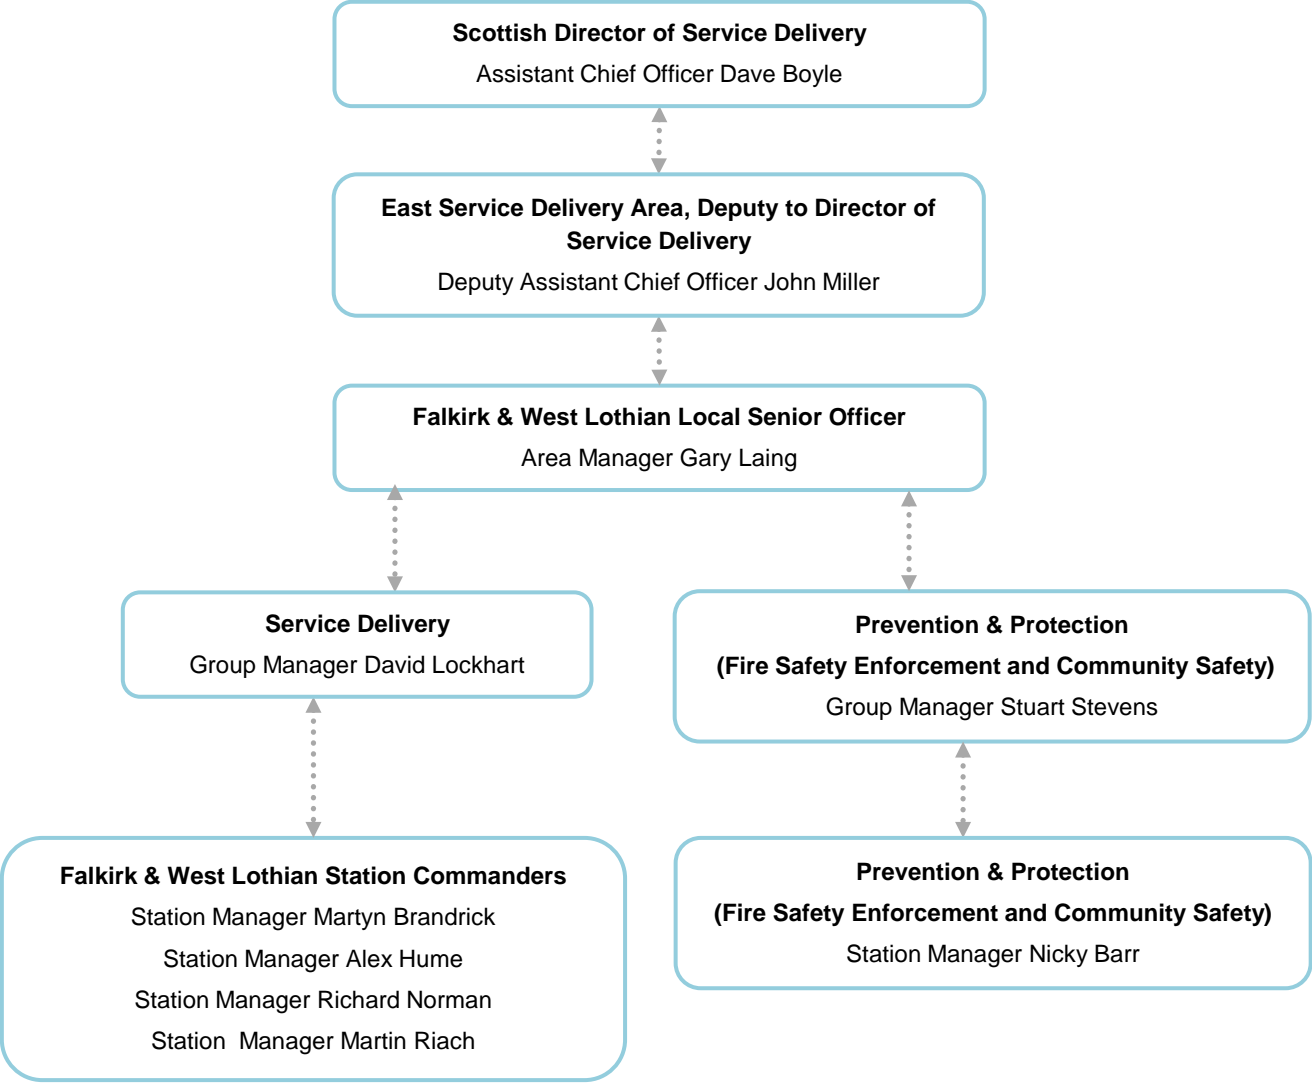 Scottish Director of Service Delivery
Assistant Chief Officer Dave Boyle
East Service Delivery Area, Deputy to Director of
Service Delivery
Deputy Assistant Chief Officer John Miller
Falkirk & West Lothian Local Senior Officer
Area Manager Gary Laing
Service Delivery
Group Manager David Lockhart
Prevention & Protection
(Fire Safety Enforcement and Community Safety)
Group Manager Stuart Stevens
Falkirk & West Lothian Station Commanders
Station Manager Martyn Brandrick
Station Manager Alex Hume
Station Manager Richard Norman
Station  Manager Martin Riach
Prevention & Protection
(Fire Safety Enforcement and Community Safety)
Station Manager Nicky Barr